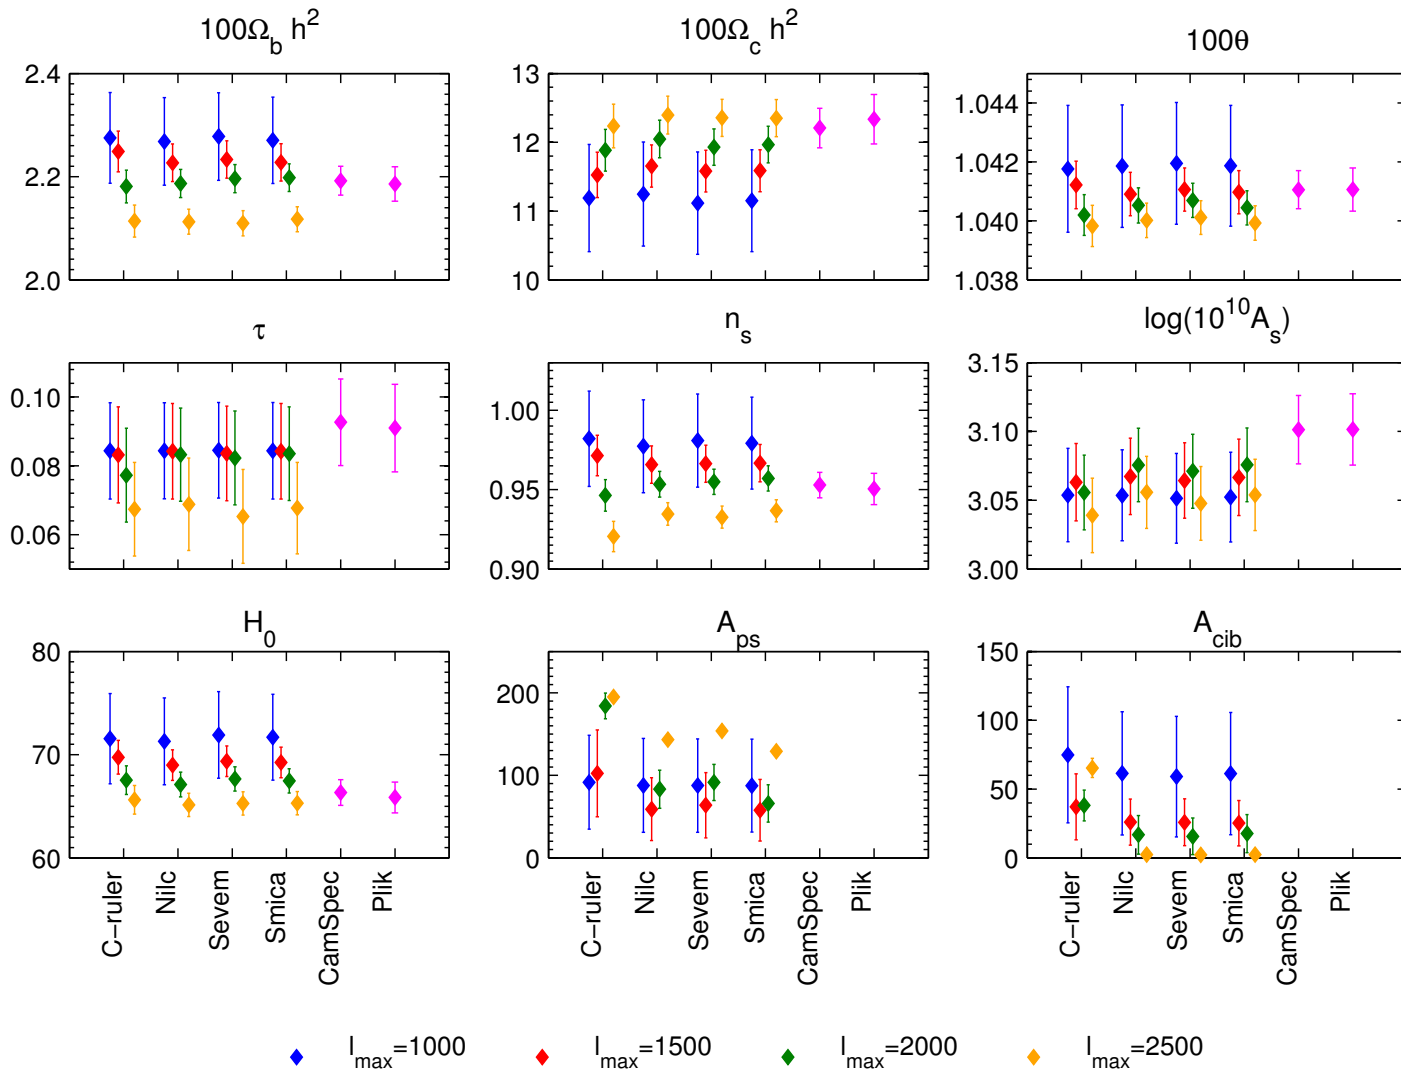 100Ω_b h² 100Ω_c h² 100θ
2.4 13 1.044
12 1.042
2.2
11 1.040
2.0 10 1.038
τ n_s log(10¹⁰A_s)
3.15
0.10 1.00 3.10
0.08
0.95 3.05
0.06
0.90 3.00
H_0 A_ps A_cib
80 150
200
100
70
100
50
60 0 0
C−ruler Nilc Sevem Smica CamSpec Plik C−ruler Nilc Sevem Smica CamSpec Plik C−ruler Nilc Sevem Smica CamSpec Plik
l_max=1000 l_max=1500 l_max=2000 l_max=2500